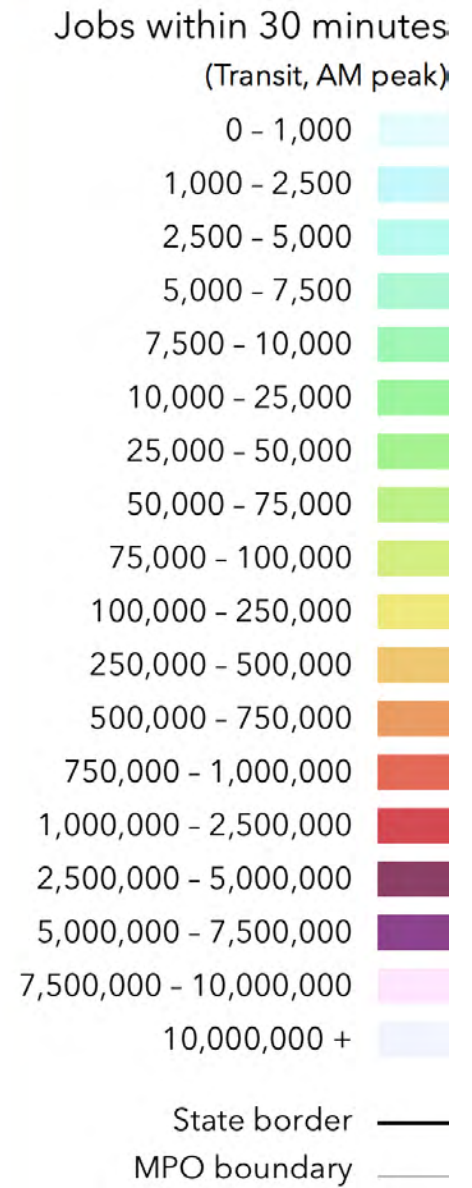 Jobs within 30 minutes
(Transit, AM peak)
0 – 1,000
1,000 – 2,500
2,500 – 5,000
5,000 – 7,500
7,500 – 10,000
10,000 – 25,000
25,000 – 50,000
50,000 – 75,000
75,000 – 100,000
100,000 – 250,000
250,000 – 500,000
500,000 – 750,000
750,000 – 1,000,000
1,000,000 – 2,500,000
2,500,000 – 5,000,000
5,000,000 – 7,500,000
7,500,000 – 10,000,000
10,000,000 +
State border
MPO boundary